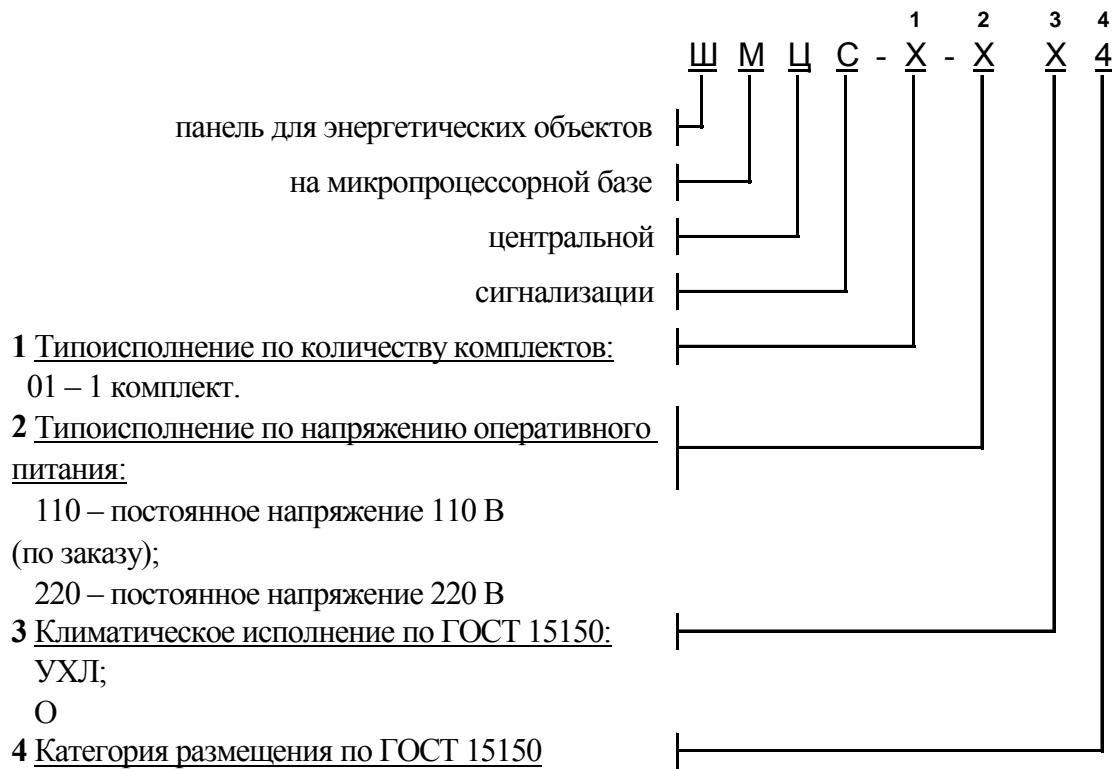 1 2 3 4
Ш М Ц С - Х - Х Х 4
панель для энергетических объектов
на микропроцессорной базе
центральной
сигнализации
1 Типоисполнение по количеству комплектов:
01 – 1 комплект.
2 Типоисполнение по напряжению оперативного
питания:
110 – постоянное напряжение 110 В
(по заказу);
220 – постоянное напряжение 220 В
3 Климатическое исполнение по ГОСТ 15150:
УХЛ;
О
4 Категория размещения по ГОСТ 15150